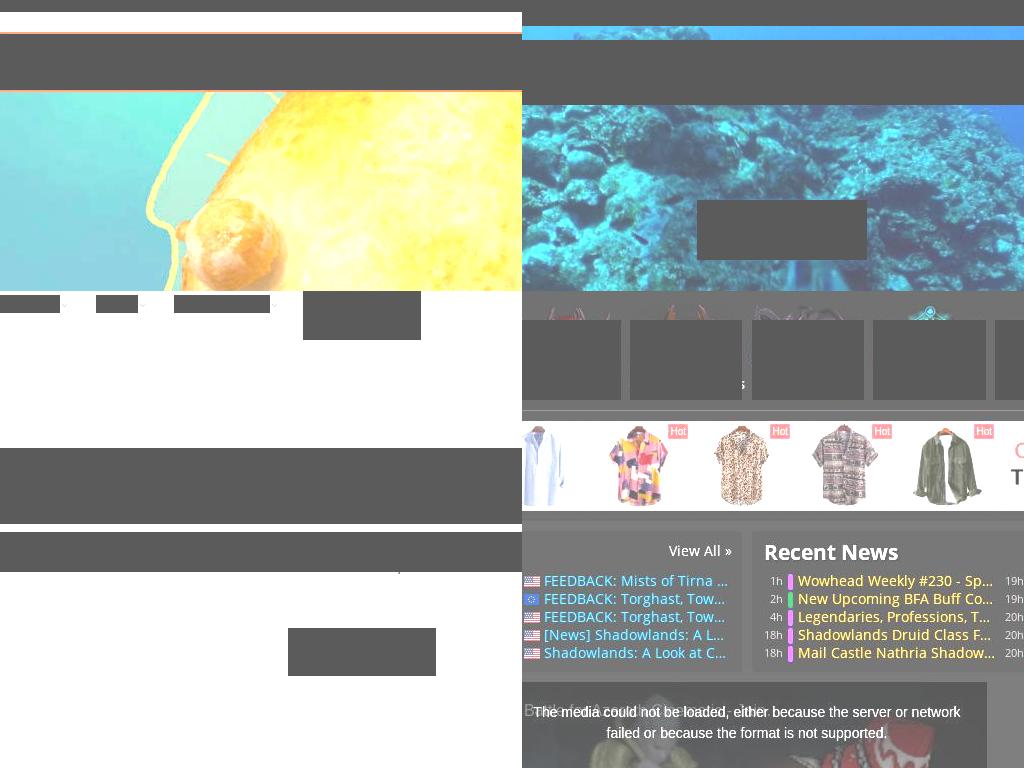 s
Hot Hot Hot Hot
T
View All »
FEEDBACK: Mists of Tirna ...
FEEDBACK: Torghast, Tow...
FEEDBACK: Torghast, Tow...
[News] Shadowlands: A L...
Shadowlands: A Look at C...
Recent News
1h Wowhead Weekly #230 - Sp... 19h
2h New Upcoming BFA Buff Co... 19h
4h Legendaries, Professions, T... 20h
18h Shadowlands Druid Class F... 20h
18h Mail Castle Nathria Shadow... 20h
The media could not be loaded, either because the server or network
failed or because the format is not supported.